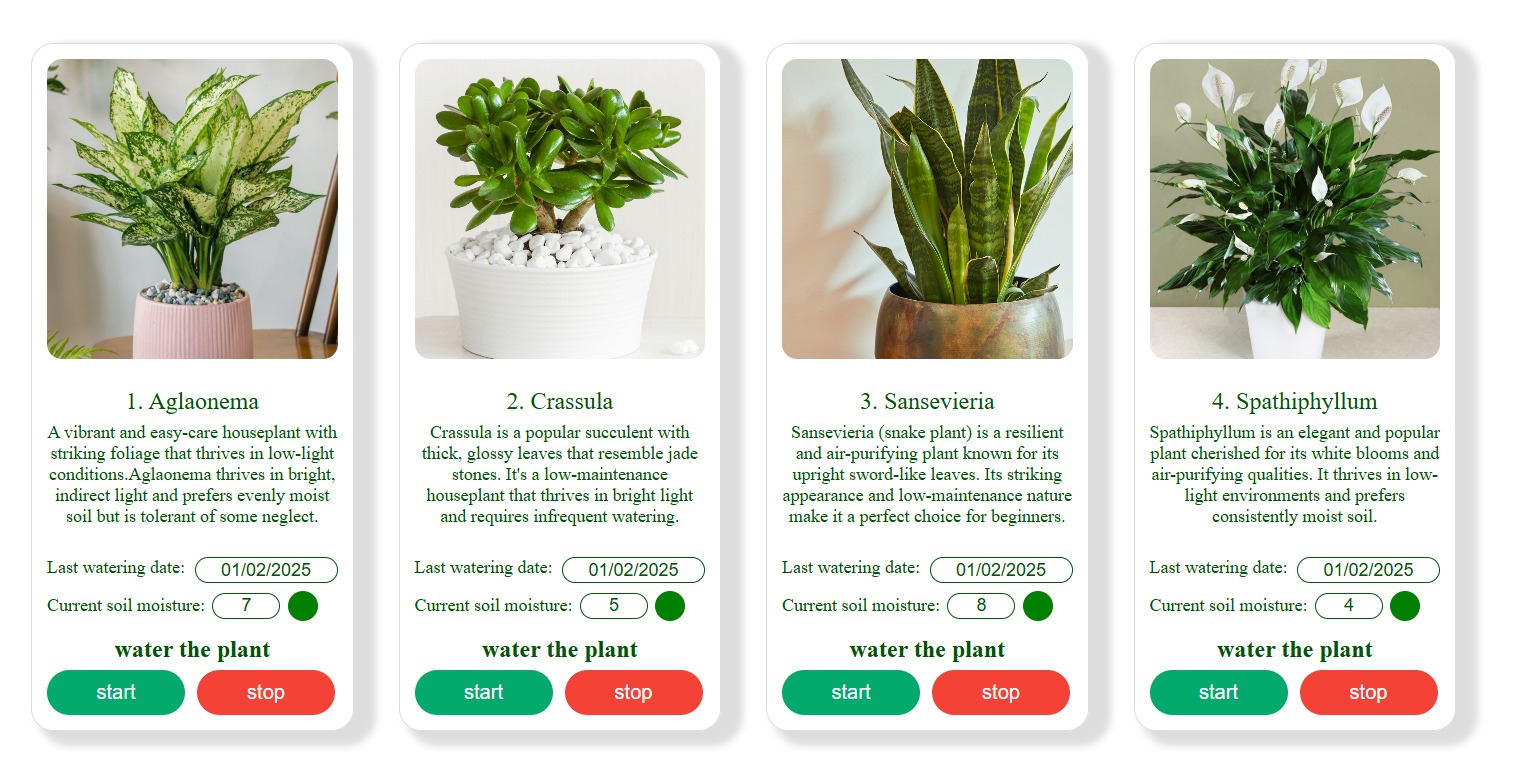 1. Aglaonema
A vibrant and easy-care houseplant with
striking foliage that thrives in low-light
conditions.Aglaonema thrives in bright,
indirect light and prefers evenly moist
soil but is tolerant of some neglect.
Last watering date: 01/02/2025
Current soil moisture: 7
water the plant
start stop
2. Crassula
Crassula is a popular succulent with
thick, glossy leaves that resemble jade
stones. It's a low-maintenance
houseplant that thrives in bright light
and requires infrequent watering.
Last watering date: 01/02/2025
Current soil moisture: 5
water the plant
start stop
3. Sansevieria
Sansevieria (snake plant) is a resilient
and air-purifying plant known for its
upright sword-like leaves. Its striking
appearance and low-maintenance nature
make it a perfect choice for beginners.
Last watering date: 01/02/2025
Current soil moisture: 8
water the plant
start stop
4. Spathiphyllum
Spathiphyllum is an elegant and popular
plant cherished for its white blooms and
air-purifying qualities. It thrives in low-
light environments and prefers
consistently moist soil.
Last watering date: 01/02/2025
Current soil moisture: 4
water the plant
start stop